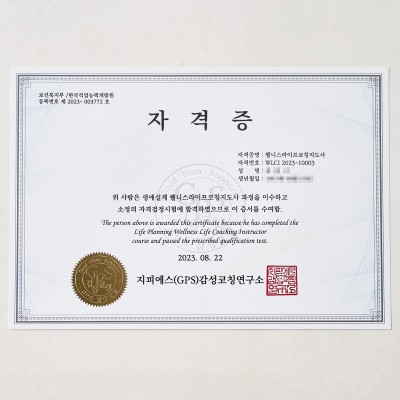 보건복지부 /한국직업능력개발원
등록번호 제 2023- 003772 호
자 격 증
자격증명 : 웰니스라이프코칭지도사
자격번호 : WLCI 2023-10003
성 명 :
생년월일 :
위 사람은 생애설계 웰니스라이프코칭지도사 과정을 이수하고
소정의 자격검정시험에 합격하였으므로 이 증서를 수여함.
The person above is awarded this certificate because he has completed the
Life Planning Wellness Life Coaching Instructor
course and passed the prescribed qualification test.
2023. 08. 22
지피에스(GPS)감성코칭연구소